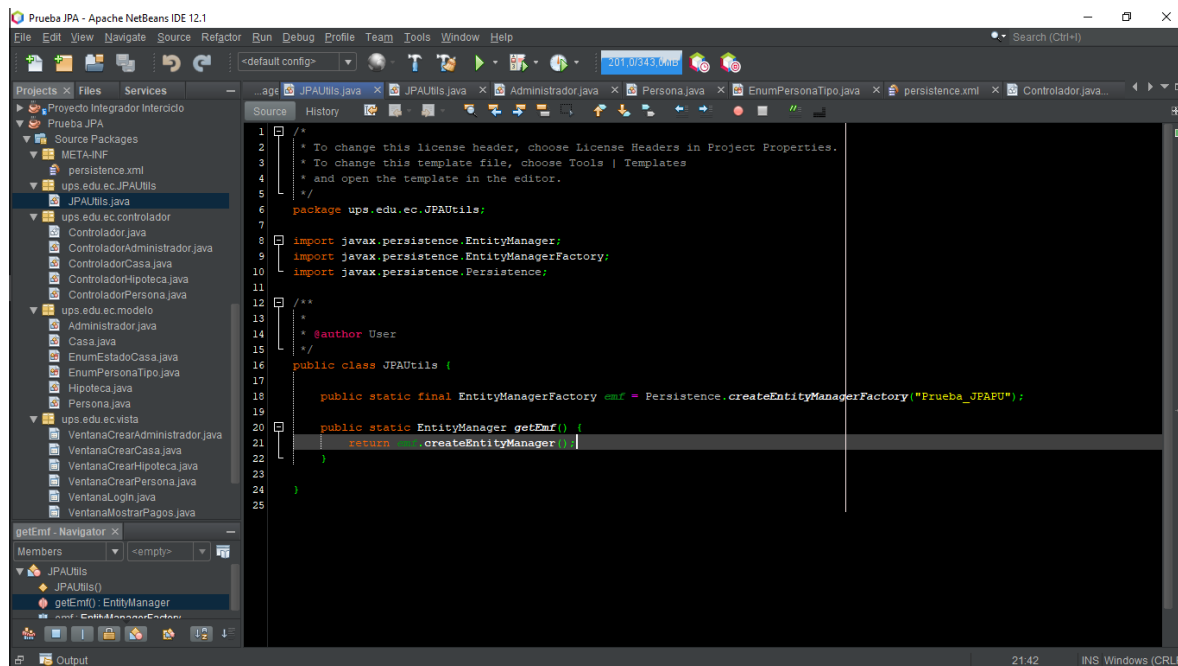 Prueba JPA - Apache NetBeans IDE 12.1
File Edit View Navigate Source Refactor Run Debug Profile Team Tools Window Help
Search (Ctrl+I)
<default config>
201,0/343,0MB
Projects Files Services
...age JPAUtils.java JPAUtils.java Administrador.java Persona.java EnumPersonaTipo.java persistence.xml Controlador.java...
Source History
Proyecto Integrador Interciclo
Prueba JPA
Source Packages
META-INF
persistence.xml
ups.edu.ec.JPAUtils
JPAUtils.java
ups.edu.ec.controlador
Controlador.java
ControladorAdministrador.java
ControladorCasa.java
ControladorHipoteca.java
ControladorPersona.java
ups.edu.ec.modelo
Administrador.java
Casa.java
EnumEstadoCasa.java
EnumPersonaTipo.java
Hipoteca.java
Persona.java
ups.edu.ec.vista
VentanaCrearAdministrador.java
VentanaCrearCasa.java
VentanaCrearHipoteca.java
VentanaCrearPersona.java
VentanaLogIn.java
VentanaMostrarPagos.java
getEmf - Navigator
Members <empty>
JPAUtils
JPAUtils()
getEmf() : EntityManager
emf : EntityManagerFactory
1 /*
2 * To change this license header, choose License Headers in Project Properties.
3 * To change this template file, choose Tools | Templates
4 * and open the template in the editor.
5 */
6 package ups.edu.ec.JPAUtils;
7
8 import javax.persistence.EntityManager;
9 import javax.persistence.EntityManagerFactory;
10 import javax.persistence.Persistence;
11
12 /**
13 *
14 * @author User
15 */
16 public class JPAUtils {
17
18 public static final EntityManagerFactory emf = Persistence.createEntityManagerFactory("Prueba_JPAPU");
19
20 public static EntityManager getEmf() {
21 return emf.createEntityManager();
22 }
23
24 }
25
Output
21:42 INS Windows (CRL